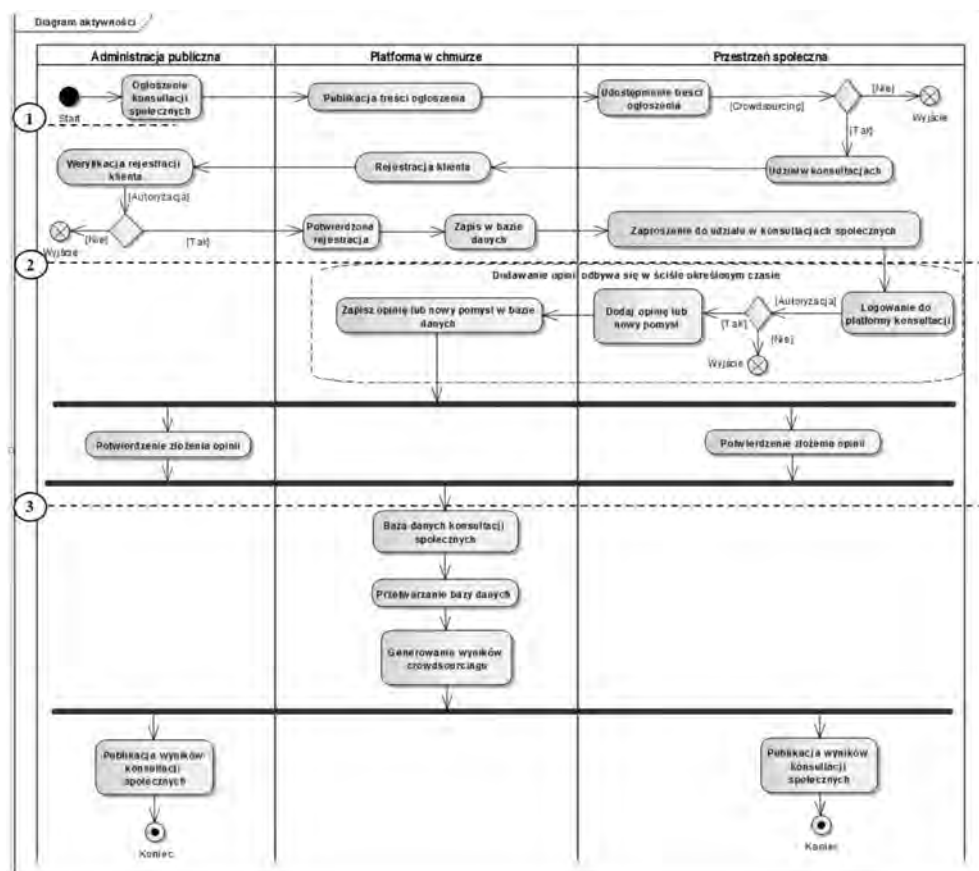 Diagram aktywności
Administracja publiczna
Platforma w chmurze
Przestrzeń społeczna
Ogłoszenie
konsultacji
społecznych
Publikacja treści ogłoszenia
Udostępnienie treści
ogłoszenia
[Nie]
[Crowdsourcing]
Start
Wyjście
1
[Tak]
Weryfikacja rejestracji
klienta
Rejestracja klienta
Udział w konsultacjach
[Autoryzacja]
Potwierdzona
rejestracja
Zapis w bazie
danych
Zaproszenie do udziału w konsultacjach społecznych
[Nie]
[Tak]
Wyjście
2
Dodawanie opinii odbywa się w ściśle określonym czasie
Zapisz opinię lub nowy pomysł w bazie
danych
Dodaj opinię lub
nowy pomysł
[Autoryzacja]
Logowanie do
platformy konsultacji
[Tak]
[Nie]
Wyjście
Potwierdzenie złożenia opinii
Potwierdzenie złożenia opinii
3
Baza danych konsultacji
społecznych
Przetwarzanie bazy danych
Generowanie wyników
crowdsourcingu
Publikacja wyników
konsultacji
społecznych
Publikacja wyników
konsultacji
społecznych
Koniec
Koniec